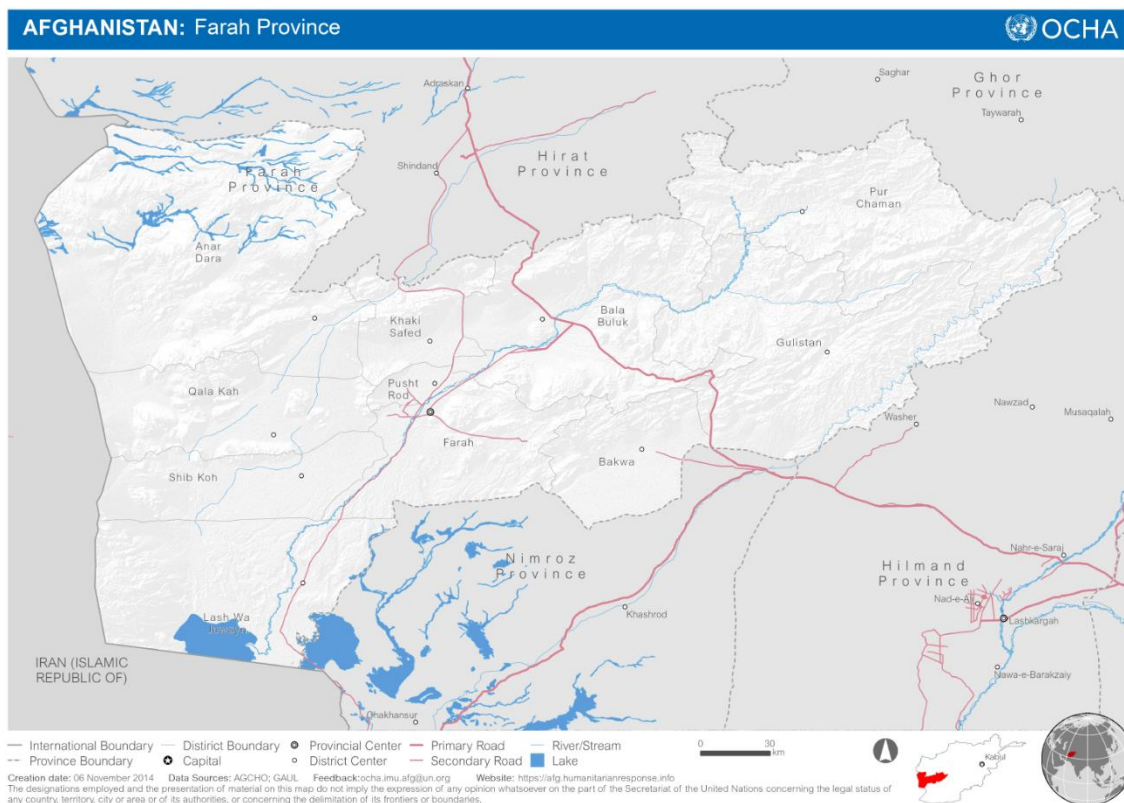 AFGHANISTAN: Farah Province
OCHA
Saghar
Ghor
Province
Taywarah
Adraskan
Hirat
Province
Shindand
Farah
Province
Pur
Chaman
Anar
Dara
Khaki
Safed
Bala
Buluk
Gulistan
Qala Kah
Pusht
Rod
Nawzad
Musaqalah
Washer
Farah
Bakwa
Shib Koh
Nimroz
Province
Hilmand
Province
Nahr-e-Saraj
Nad-e-Ali
Khashrod
Lashkargah
Lash Wa
Juwayn
IRAN (ISLAMIC
REPUBLIC OF)
Nawa-e-Barakzaiy
Chakhansur
International Boundary
District Boundary
Provincial Center
Primary Road
River/Stream
0 30
km
Province Boundary
Capital
District Center
Secondary Road
Lake
Kabul
Creation date: 06 November 2014 Data Sources: AGCHO; GAUL Feedback:ocha.imu.afg@un.org Website: https://afg.humanitarianresponse.info
The designations employed and the presentation of material on this map do not imply the expression of any opinion whatsoever on the part of the Secretariat of the United Nations concerning the legal status of
any country, territory, city or area or of its authorities, or concerning the delimitation of its frontiers or boundaries.